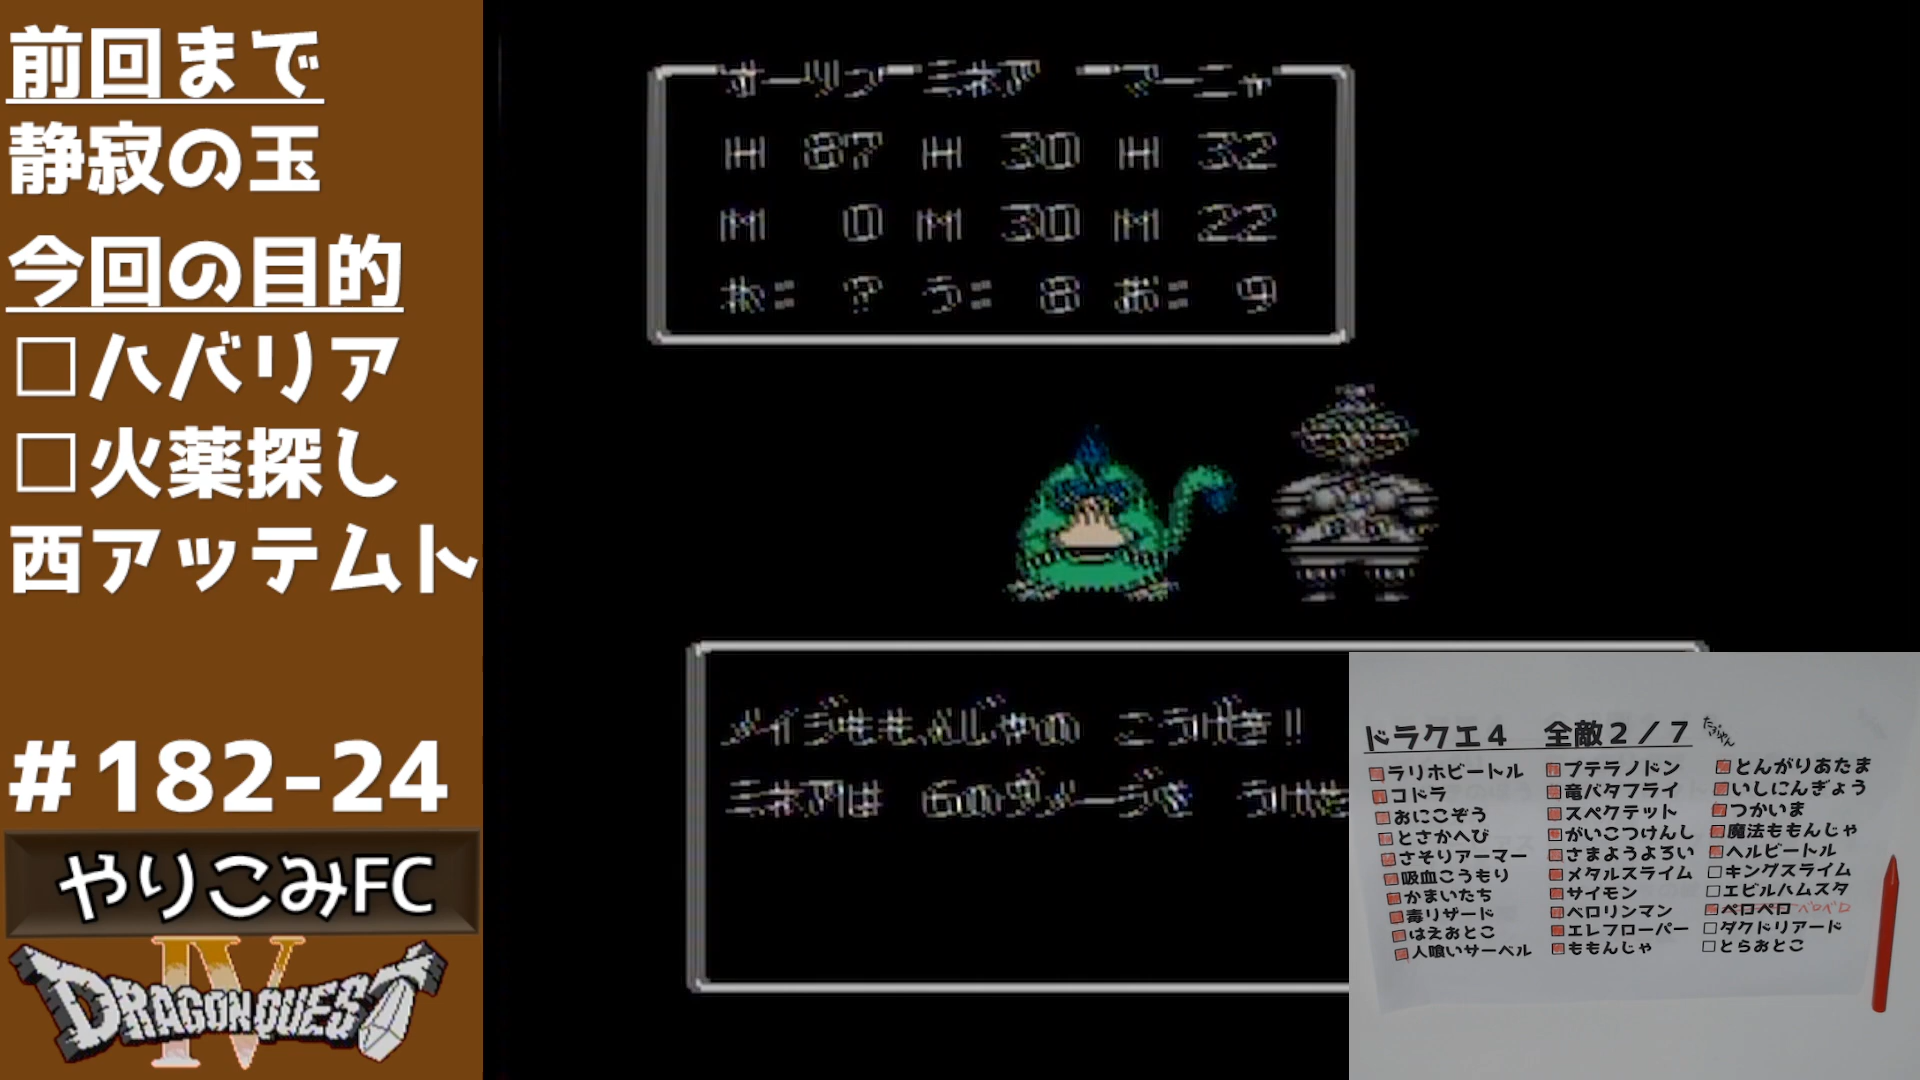 前回まで
静寂の玉
今回の目的
□ハバリア
□火薬探し
西アッテムト
#182-24
やりこみFC
IV
DRAGON QUEST
オーリン ミネア マーニャ
H 87 H 30 H 32
M 0 M 30 M 22
わ: ? う: 8 お: 9
メイジももんじゃの こうげき!!
ミネアは 6のダメージを うけ
ドラクエ4 全敵2/7
ラリホビートル
コドラ
おにこぞう
とさかへび
さそりアーマー
吸血こうもり
かまいたち
毒リザード
はえおとこ
人喰いサーベル
プテラノドン
竜バタフライ
スペクテット
がいこつけんし
さまようよろい
メタルスライム
サイモン
ベロリンマン
エレフローパー
ももんじゃ
とんがりあたま
いしにんぎょう
つかいま
魔法ももんじゃ
ヘルビートル
□キングスライム
□エビルハムスタ
ペロペロ ベロベロ
□ダクドリアード
□とらおとこ